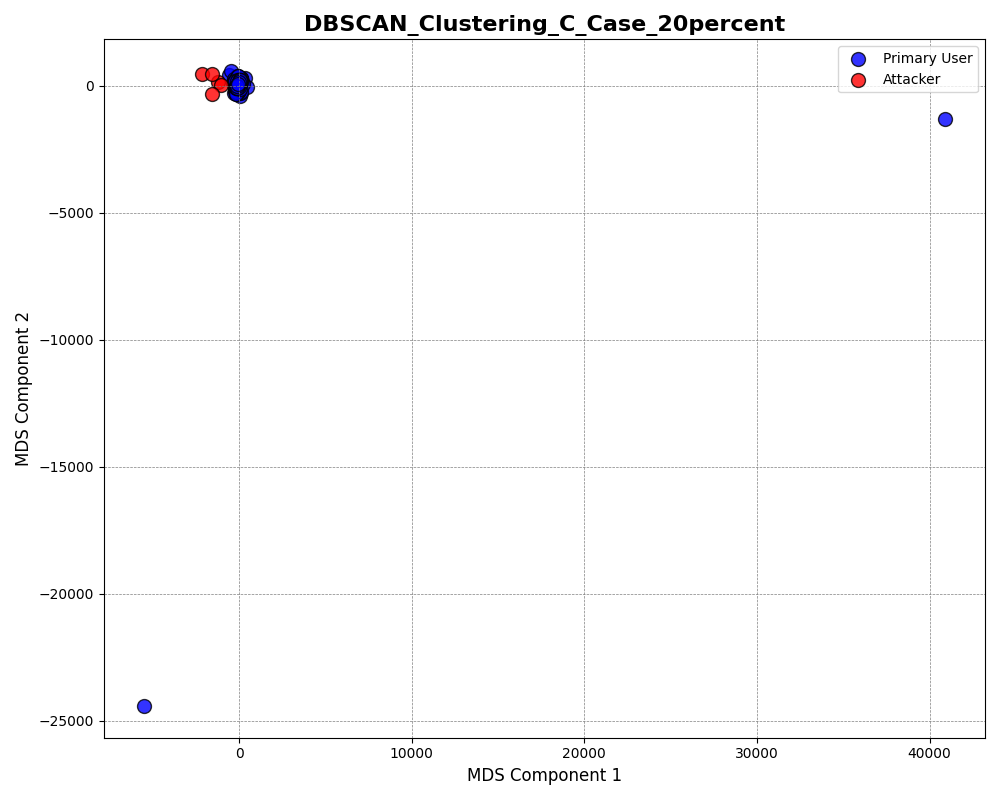 DBSCAN_Clustering_C_Case_20percent
Primary User
Attacker
0
−5000
−10000
−15000
−20000
−25000
MDS Component 2
0
10000
20000
30000
40000
MDS Component 1